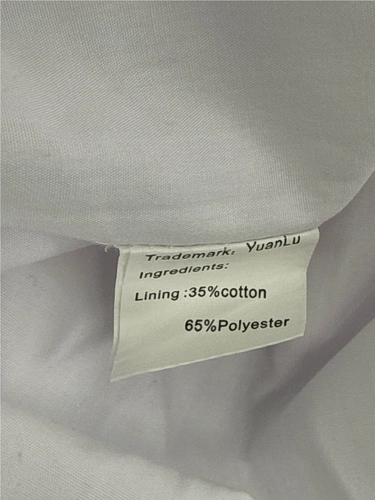 Trademark: YuanLu
Ingredients:
Lining :35%cotton
65%Polyester